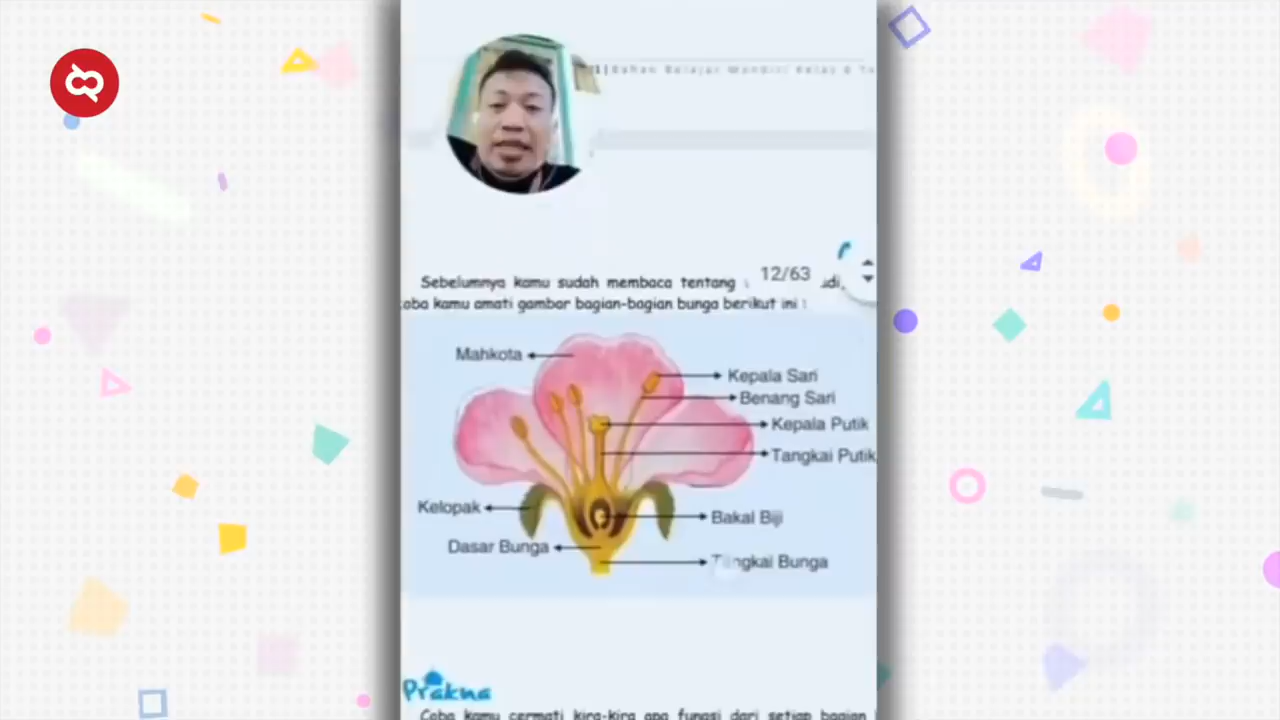 Sebelumnya kamu sudah membaca tentang
12/63
coba kamu amati gambar bagian-bagian bunga berikut ini :
Mahkota
Kepala Sari
Benang Sari
Kepala Putik
Tangkai Putik
Kelopak
Bakal Biji
Dasar Bunga
Tangkai Bunga
Prakna
Coba kamu cermati kira-kira apa fungsi dari setiap bagian